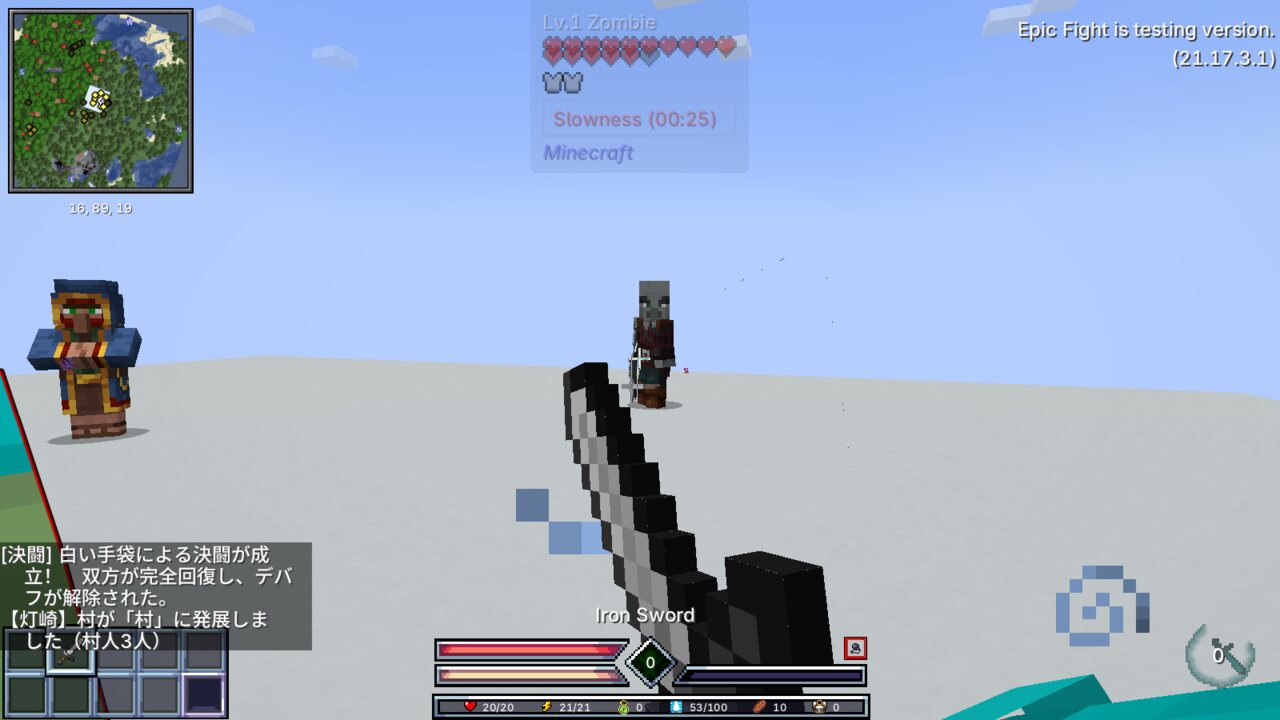 Lv.1 Zombie
Epic Fight is testing version.
(21.17.3.1)
Slowness (00:25)
Minecraft
W
S
N
E
16, 89, 19
[決闘] 白い手袋による決闘が成
立！　双方が完全回復し、デバ
フが解除された。
【灯崎】村が「村」に発展しま
した（村人3人）
Iron Sword
0
0
20/20
21/21
0
53/100
10
0